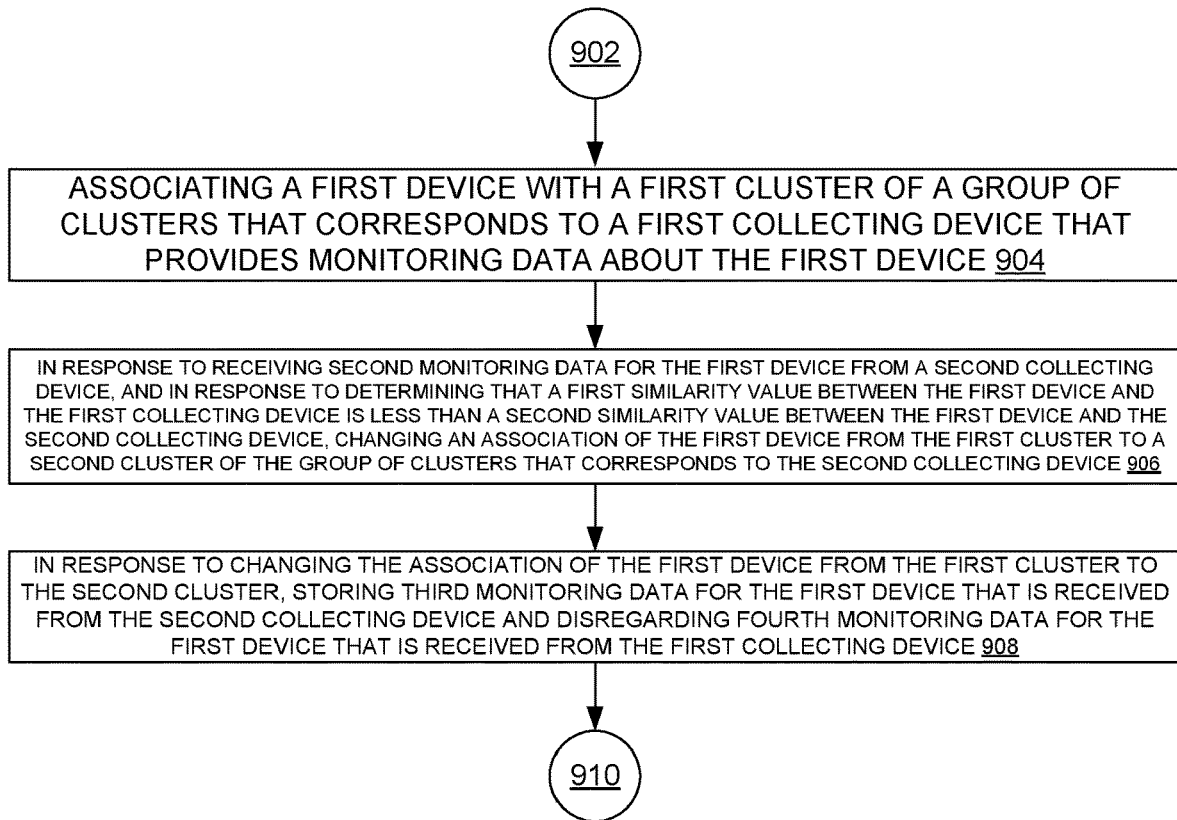 902
ASSOCIATING A FIRST DEVICE WITH A FIRST CLUSTER OF A GROUP OF
CLUSTERS THAT CORRESPONDS TO A FIRST COLLECTING DEVICE THAT
PROVIDES MONITORING DATA ABOUT THE FIRST DEVICE 904
IN RESPONSE TO RECEIVING SECOND MONITORING DATA FOR THE FIRST DEVICE FROM A SECOND COLLECTING
DEVICE, AND IN RESPONSE TO DETERMINING THAT A FIRST SIMILARITY VALUE BETWEEN THE FIRST DEVICE AND
THE FIRST COLLECTING DEVICE IS LESS THAN A SECOND SIMILARITY VALUE BETWEEN THE FIRST DEVICE AND THE
SECOND COLLECTING DEVICE, CHANGING AN ASSOCIATION OF THE FIRST DEVICE FROM THE FIRST CLUSTER TO A
SECOND CLUSTER OF THE GROUP OF CLUSTERS THAT CORRESPONDS TO THE SECOND COLLECTING DEVICE 906
IN RESPONSE TO CHANGING THE ASSOCIATION OF THE FIRST DEVICE FROM THE FIRST CLUSTER TO
THE SECOND CLUSTER, STORING THIRD MONITORING DATA FOR THE FIRST DEVICE THAT IS RECEIVED
FROM THE SECOND COLLECTING DEVICE AND DISREGARDING FOURTH MONITORING DATA FOR THE
FIRST DEVICE THAT IS RECEIVED FROM THE FIRST COLLECTING DEVICE 908
910